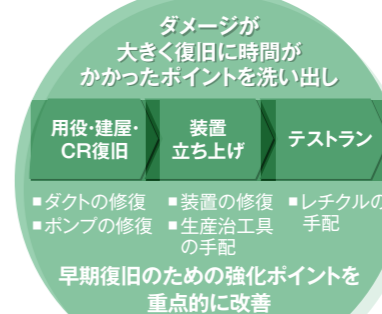 ダメージが
大きく復旧に時間が
かかったポイントを洗い出し
用役・建屋・
CR復旧
装置
立ち上げ
テストラン
■ダクトの修復
■ポンプの修復
■装置の修復
■生産治工具
の手配
■レチクルの
手配
早期復旧のための強化ポイントを
重点的に改善